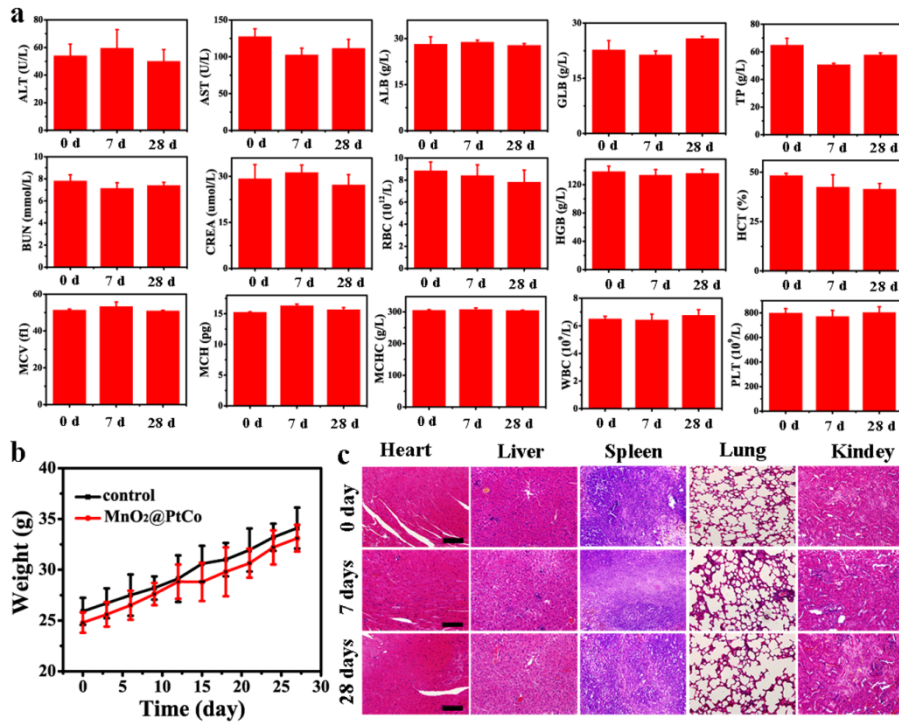 a
ALT (U/L)
0
20
40
60
80
0 d 7 d 28 d
AST (U/L)
0
25
50
75
100
125
150
0 d 7 d 28 d
ALB (g/L)
0
10
20
30
0 d 7 d 28 d
GLB (g/L)
0
10
20
30
0 d 7 d 28 d
TP (g/L)
0
20
40
60
80
0 d 7 d 28 d
BUN (mmol/L)
0
2
4
6
8
10
0 d 7 d 28 d
CREA (umol/L)
0
10
20
30
0 d 7 d 28 d
RBC (10¹²/L)
0
2
4
6
8
0 d 7 d 28 d
HGB (g/L)
0
40
80
120
0 d 7 d 28 d
HCT (%)
0
25
50
0 d 7 d 28 d
MCV (fl)
0
20
40
60
0 d 7 d 28 d
MCH (pg)
0
5
10
15
0 d 7 d 28 d
MCHC (g/L)
0
100
200
300
0 d 7 d 28 d
WBC (10⁹/L)
0
2
4
6
0 d 7 d 28 d
PLT (10⁹/L)
0
200
400
600
800
0 d 7 d 28 d
b
Weight (g)
40
35
30
25
20
control
MnO₂@PtCo
0 5 10 15 20 25 30
Time (day)
c
Heart Liver Spleen Lung Kindey
0 day
7 days
28 days